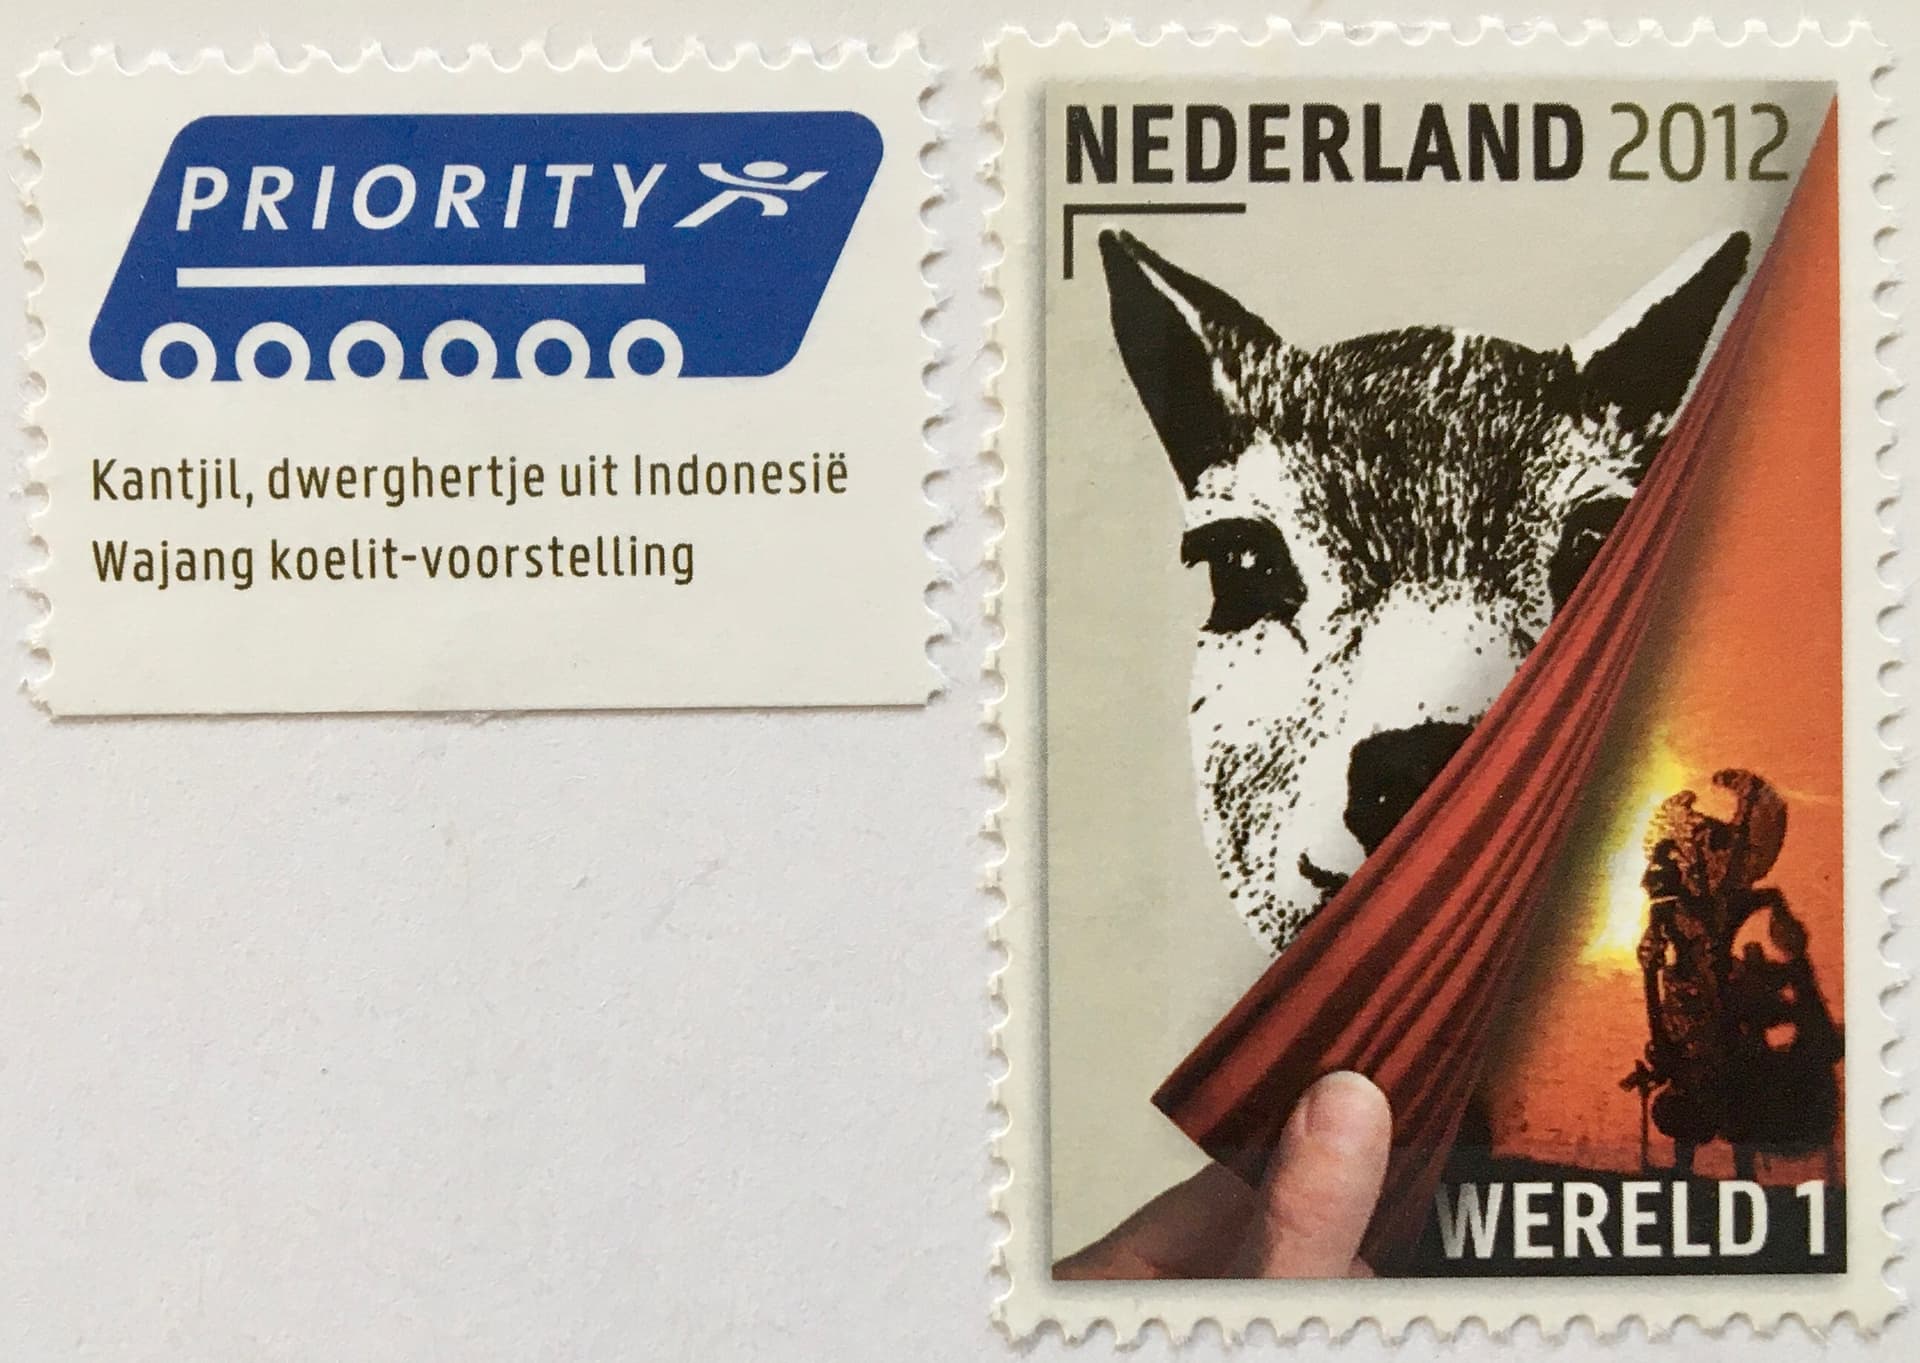 PRIORITY
Kantjil, dwerghertje uit Indonesië
Wajang koelit-voorstelling
NEDERLAND 2012
WERELD 1